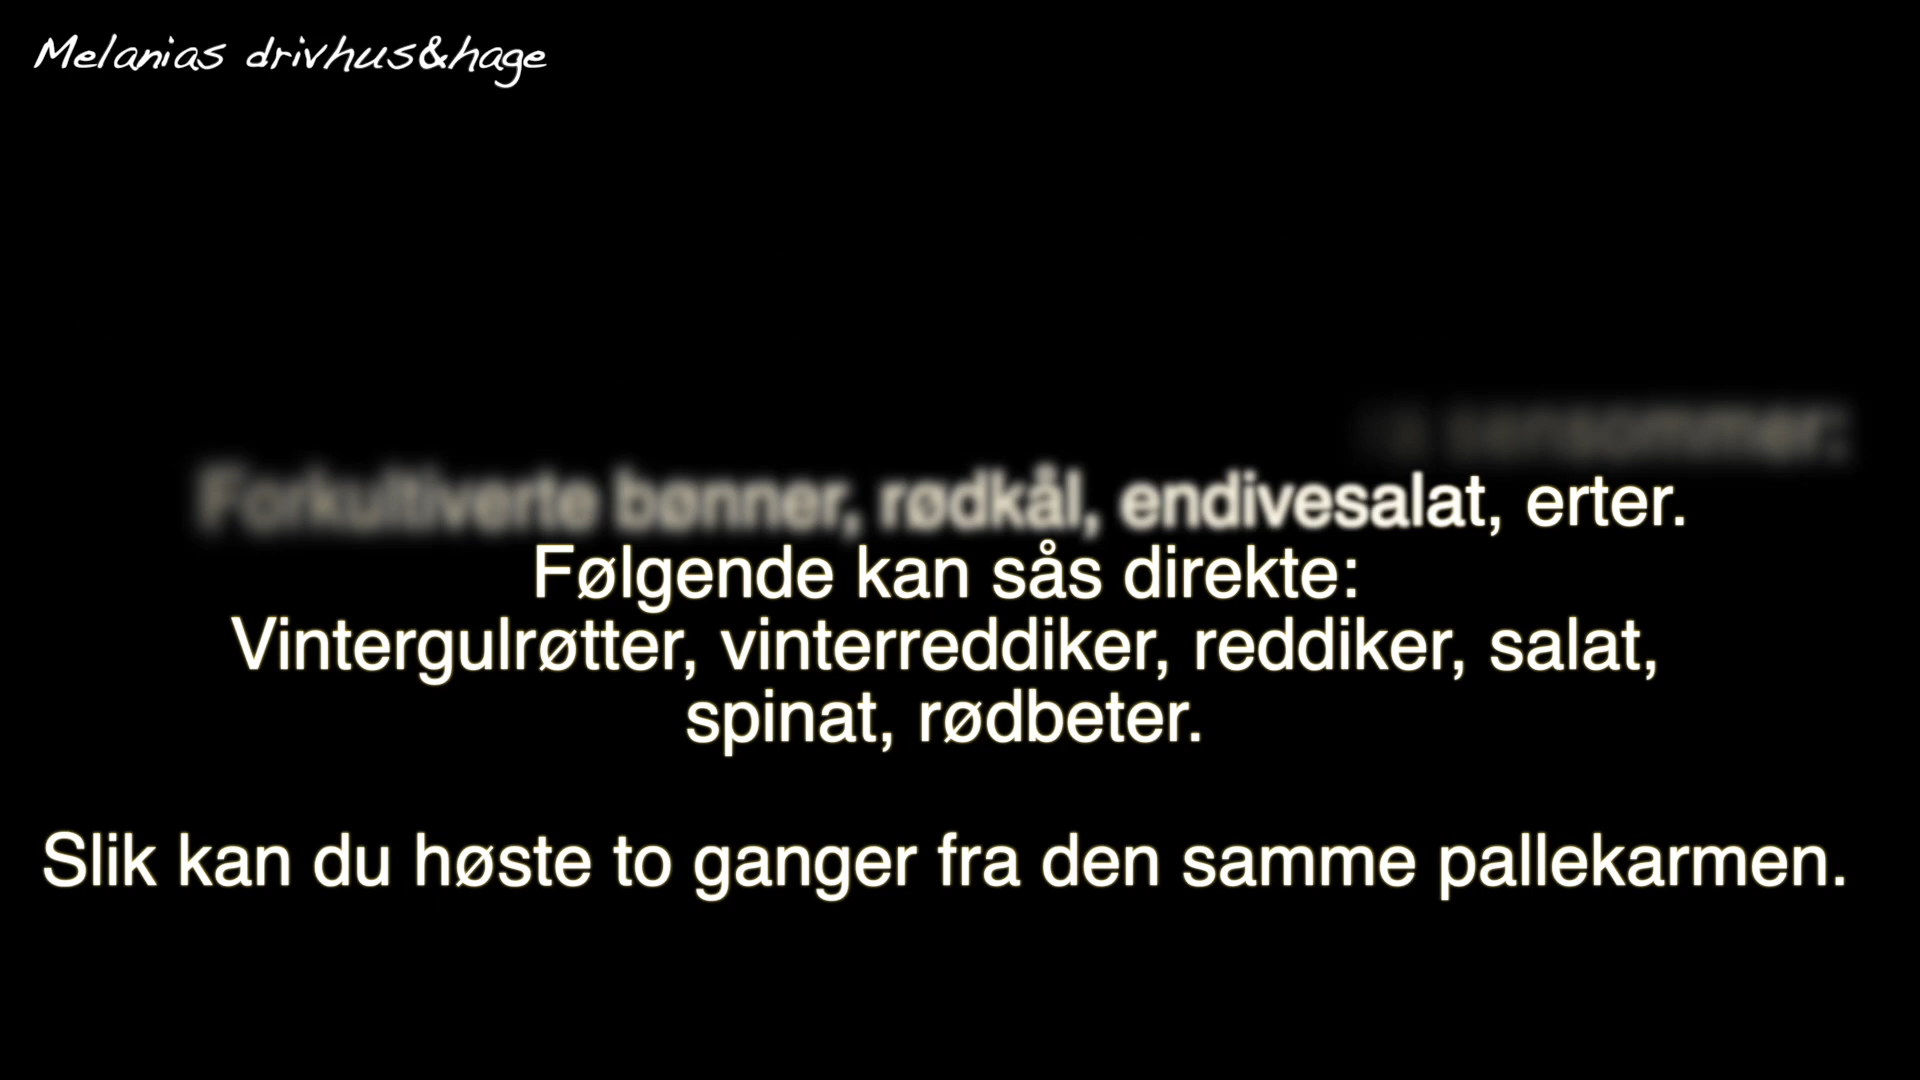 Melanias drivhus&hage
sensommer:
Forkultiverte bønner, rødkål, endivesalat, erter.
Følgende kan sås direkte:
Vintergulrøtter, vinterreddiker, reddiker, salat,
spinat, rødbeter.
Slik kan du høste to ganger fra den samme pallekarmen.